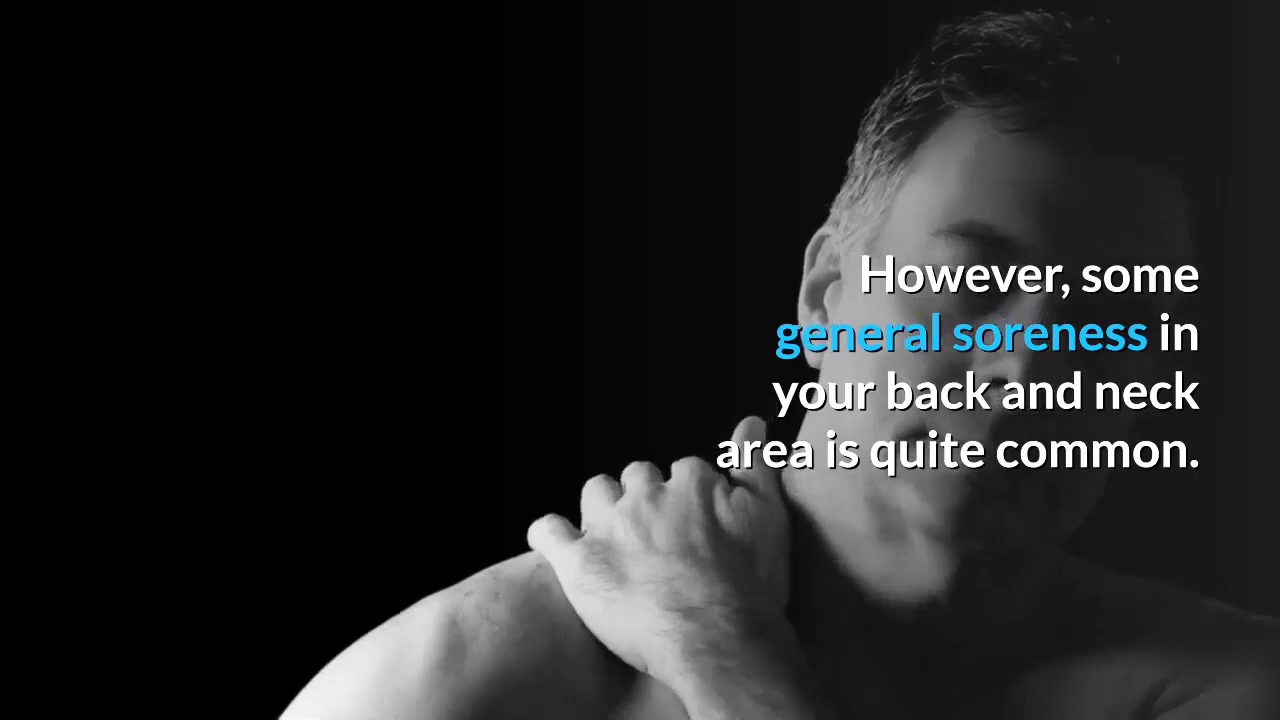 However, some
general soreness in
your back and neck
area is quite common.